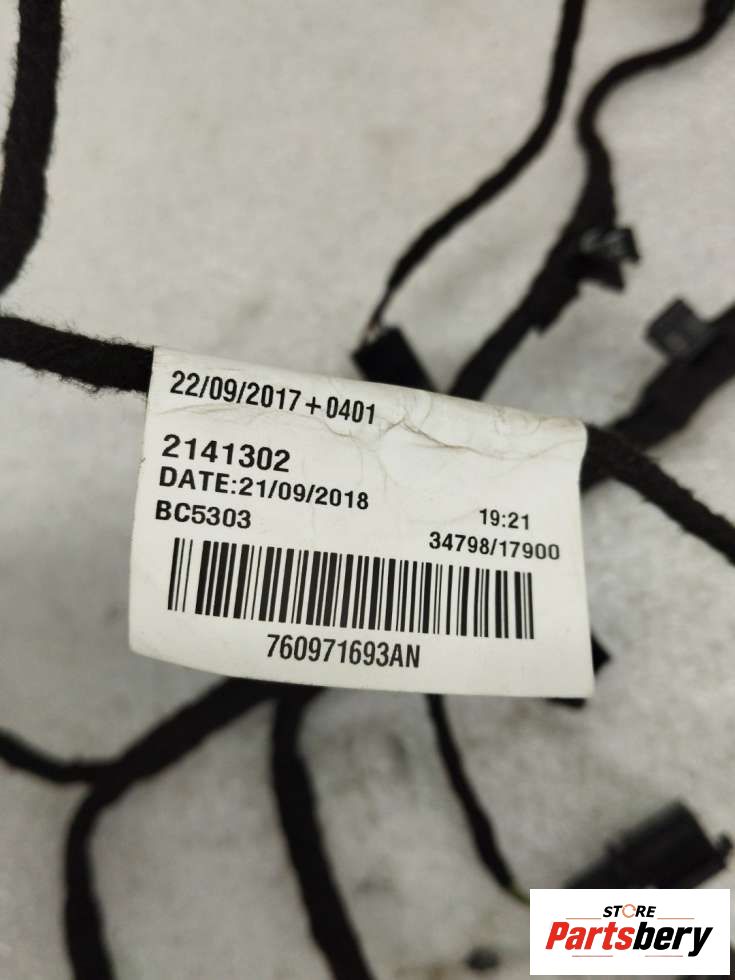 22/09/2017+0401
2141302
DATE:21/09/2018 19:21
BC5303 34798/17900
760971693AN
STORE
Partsbery